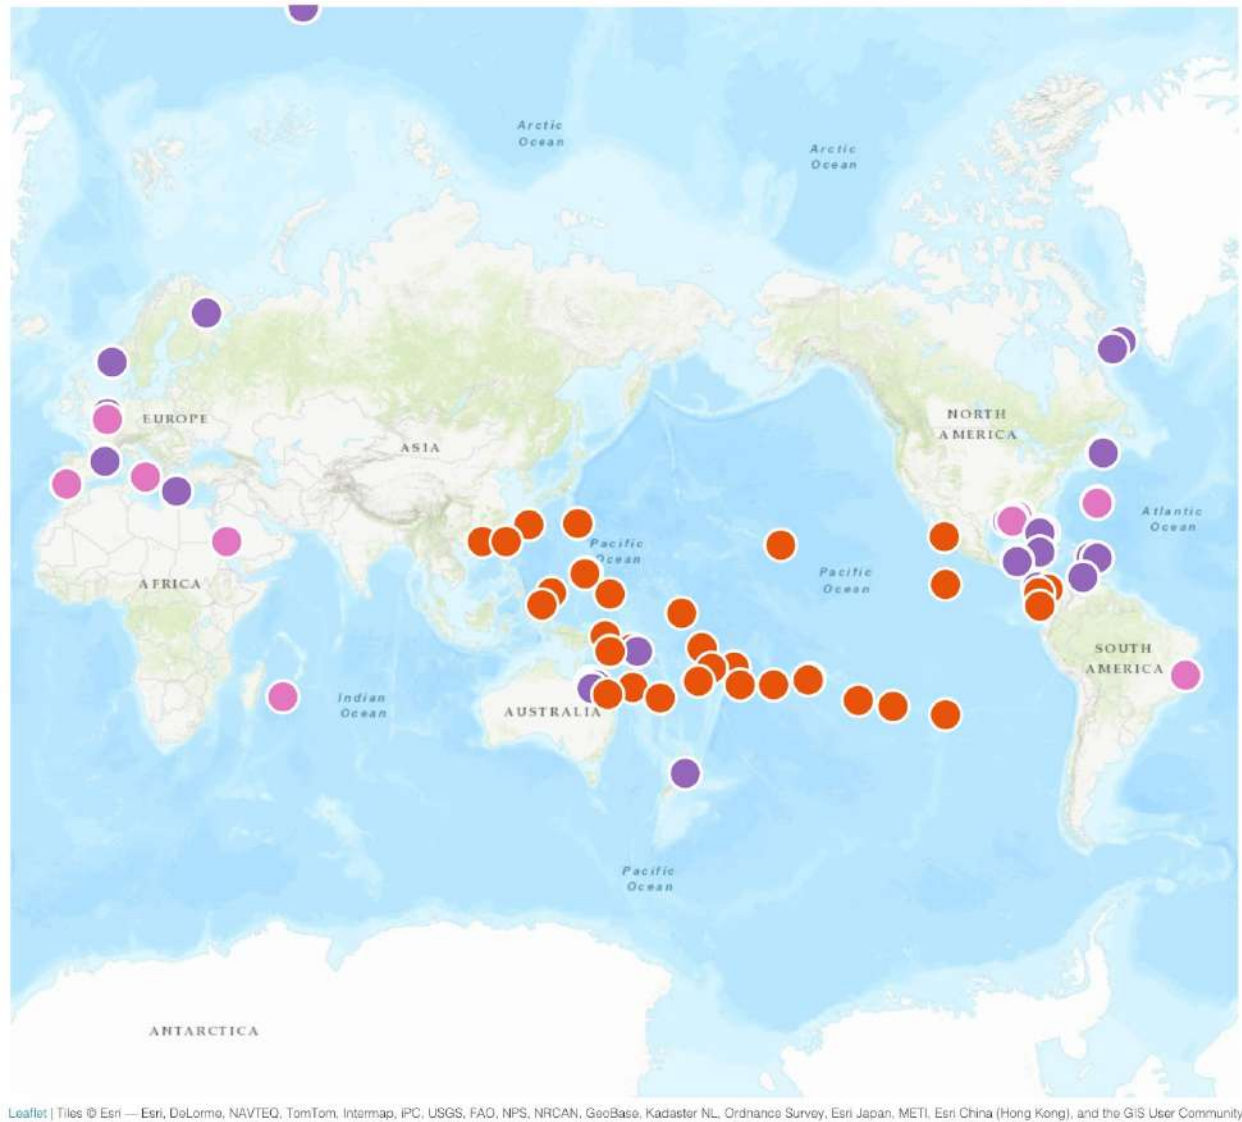 Arctic
Ocean
Arctic
Ocean
EUROPE
ASIA
NORTH
AMERICA
Atlantic
Ocean
Pacific
Ocean
Pacific
Ocean
AFRICA
SOUTH
AMERICA
Indian
Ocean
AUSTRALIA
Pacific
Ocean
ANTARCTICA
Leaflet | Tiles © Esri — Esri, DeLorme, NAVTEQ, TomTom, Intermap, iPC, USGS, FAO, NPS, NRCAN, GeoBase, Kadaster NL, Ordnance Survey, Esri Japan, METI, Esri China (Hong Kong), and the GIS User Community